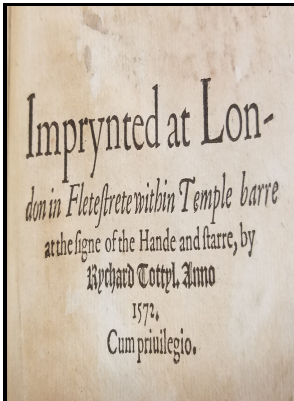 Imprynted at Lon-
don in Fleteſtrete within Temple barre
at the ſigne of the Hande and ſtarre, by
Rychard Tottyl. Anno
1572.
Cum priuilegio.